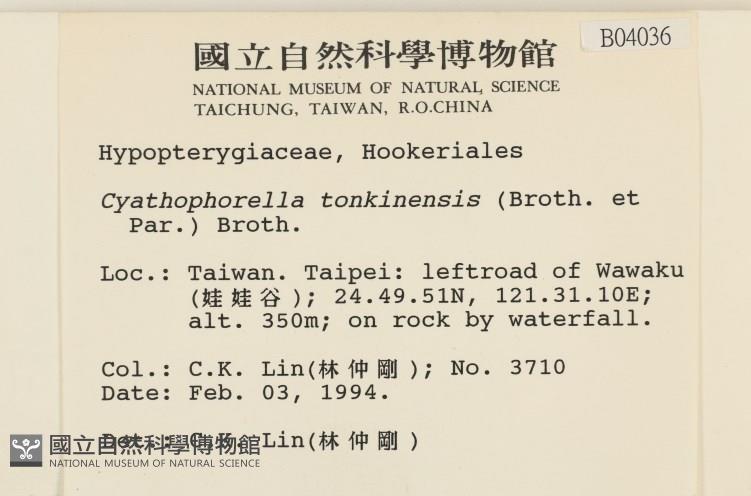 國立自然科學博物館
B04036
NATIONAL MUSEUM OF NATURAL SCIENCE
TAICHUNG, TAIWAN, R.O.CHINA
Hypopterygiaceae, Hookeriales
Cyathophorella tonkinensis (Broth. et
Par.) Broth.
Loc.: Taiwan. Taipei: leftroad of Wawaku
(娃娃谷); 24.49.51N, 121.31.10E;
alt. 350m; on rock by waterfall.
Col.: C.K. Lin(林仲剛); No. 3710
Date: Feb. 03, 1994.
Det.: C.K. Lin(林仲剛)
國立自然科學博物館
NATIONAL MUSEUM OF NATURAL SCIENCE